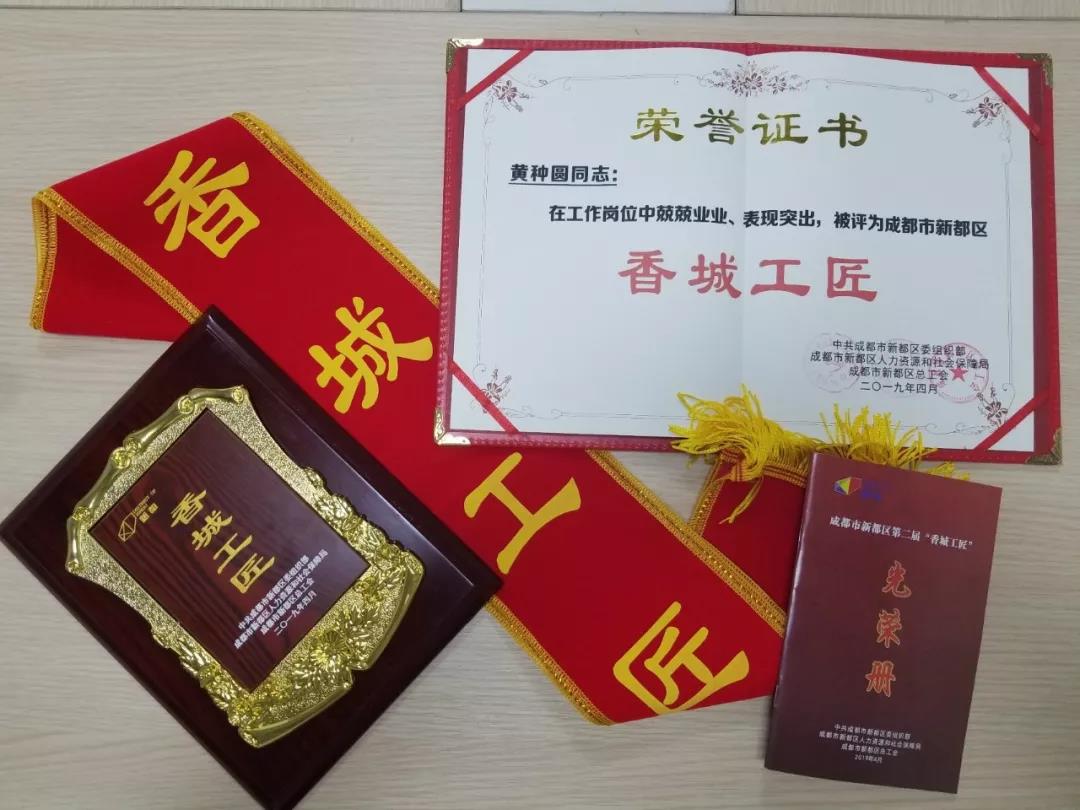 荣誉证书
黄种圆同志：
在工作岗位中兢兢业业、表现突出，被评为成都市新都区
香城工匠
中共成都市新都区委组织部
成都市新都区人力资源和社会保障局
成都市新都区总工会
二〇一九年四月
香城工匠
香城工匠
中共成都市新都区委组织部
成都市新都区人力资源和社会保障局
成都市新都区总工会
二〇一九年四月
成都市新都区第二届“香城工匠”
光荣册
中共成都市新都区委组织部
成都市新都区人力资源和社会保障局
成都市新都区总工会
2019年4月